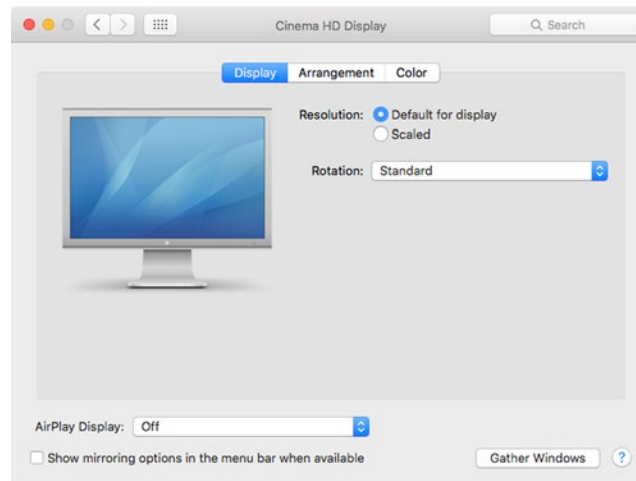 Cinema HD Display
Search
Display Arrangement Color
Resolution: Default for display
Scaled
Rotation: Standard
AirPlay Display: Off
Show mirroring options in the menu bar when available
Gather Windows ?